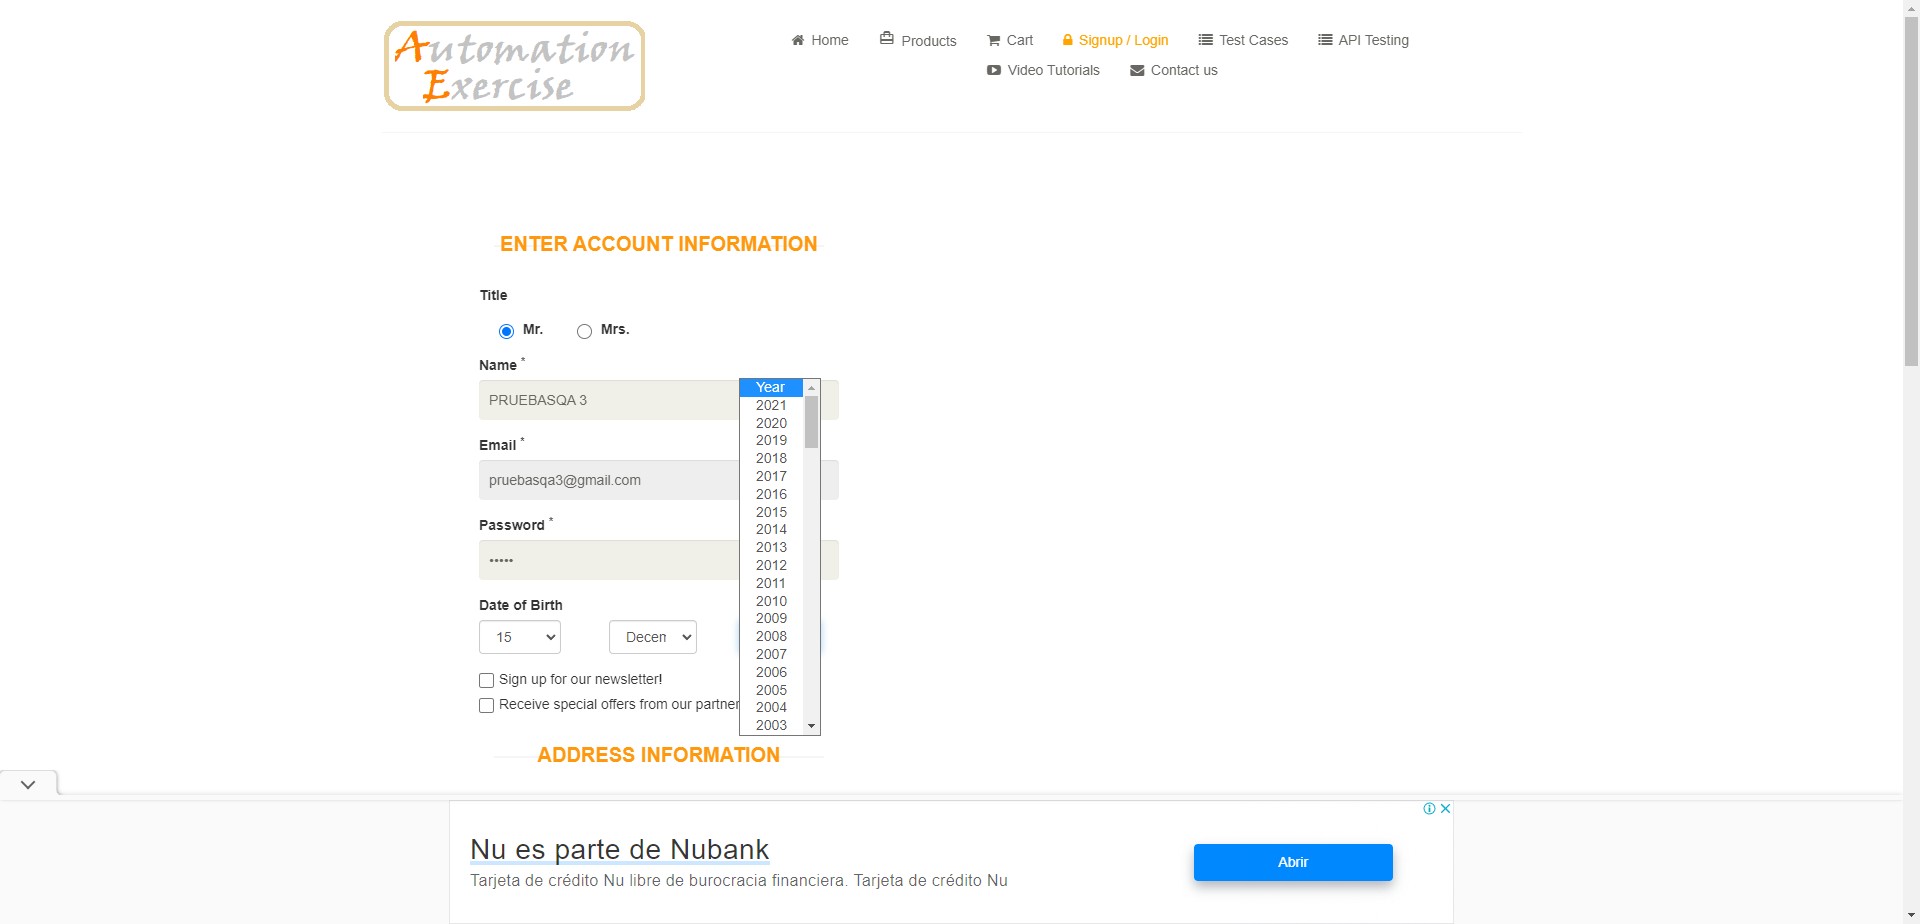 Automation
Exercise
Home
Products
Cart
Signup / Login
Test Cases
API Testing
Video Tutorials
Contact us
ENTER ACCOUNT INFORMATION
Title
Mr.
Mrs.
Name *
PRUEBASQA 3
Email *
pruebasqa3@gmail.com
Password *
•••••
Date of Birth
15
Decem
Year
2021
2020
2019
2018
2017
2016
2015
2014
2013
2012
2011
2010
2009
2008
2007
2006
2005
2004
2003
Sign up for our newsletter!
Receive special offers from our partner
ADDRESS INFORMATION
Nu es parte de Nubank
Tarjeta de crédito Nu libre de burocracia financiera. Tarjeta de crédito Nu
Abrir